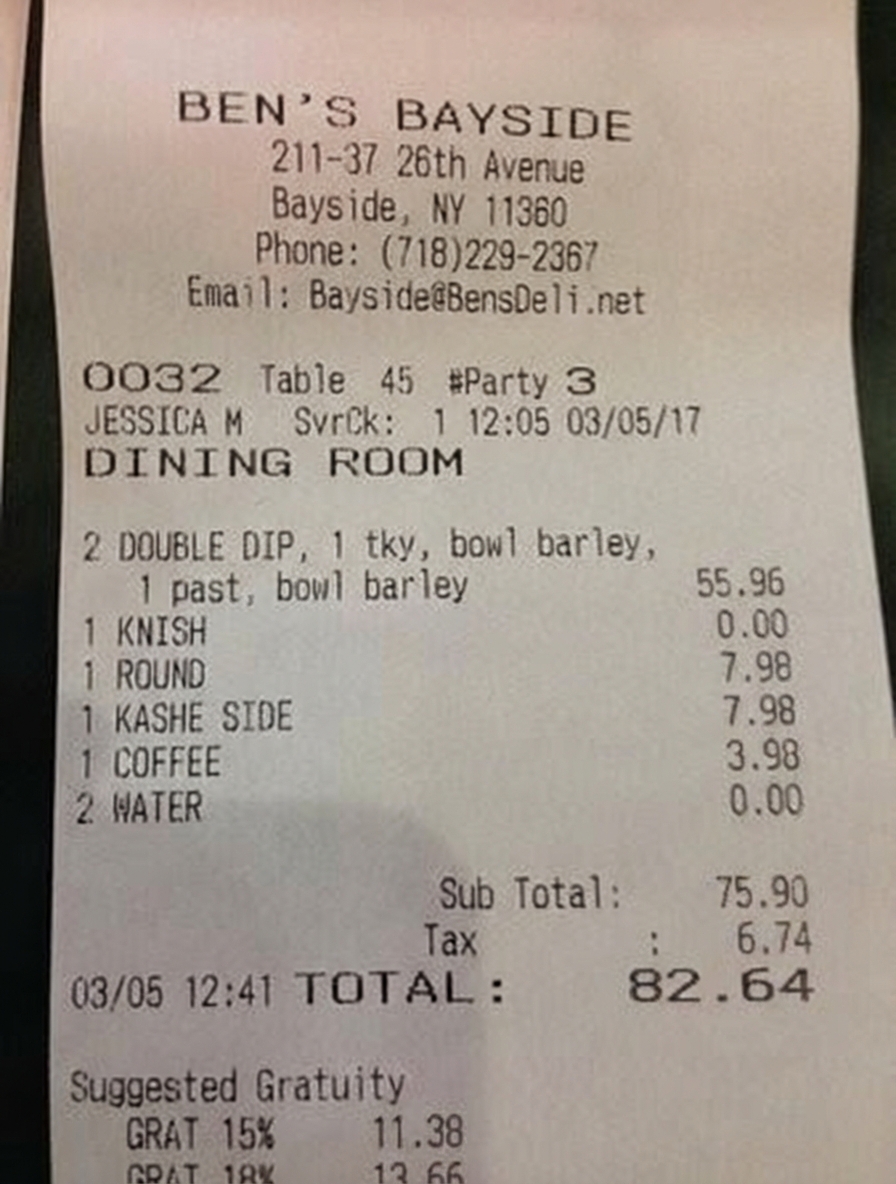 BEN'S BAYSIDE
211-37 26th Avenue
Bayside, NY 11360
Phone: (718)229-2367
Email: Bayside@BensDeli.net
0032 Table 45 #Party 3
JESSICA M SvrCk: 1 12:05 03/05/17
DINING ROOM
2 DOUBLE DIP, 1 tky, bowl barley,
1 past, bowl barley 55.96
1 KNISH 0.00
1 ROUND 7.98
1 KASHE SIDE 7.98
1 COFFEE 3.98
2 WATER 0.00
Sub Total: 75.90
Tax : 6.74
03/05 12:41 TOTAL: 82.64
Suggested Gratuity
GRAT 15% 11.38
GRAT 18% 13.66